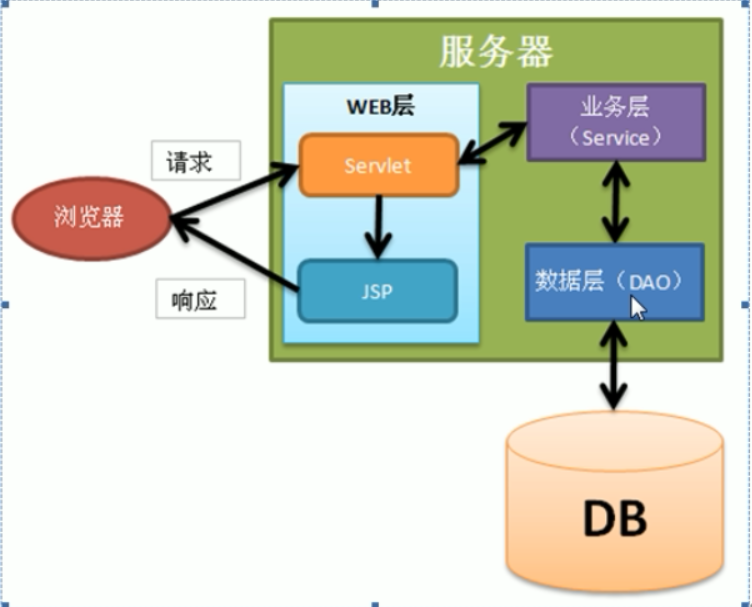 服务器
WEB层
业务层
（Service）
请求
Servlet
浏览器
数据层（DAO）
JSP
响应
DB